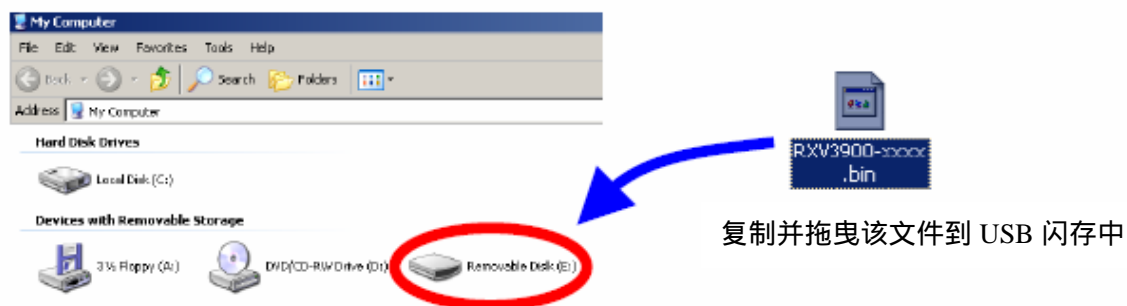 My Computer
File Edit View Favorites Tools Help
Back Search Folders
Address My Computer
Hard Disk Drives
Local Disk (C:)
Devices with Removable Storage
3½ Floppy (A:) DVD/CD-RW Drive (D:) Removable Disk (E:)
RXV3900-xxxx
.bin
复制并拖曳该文件到 USB 闪存中